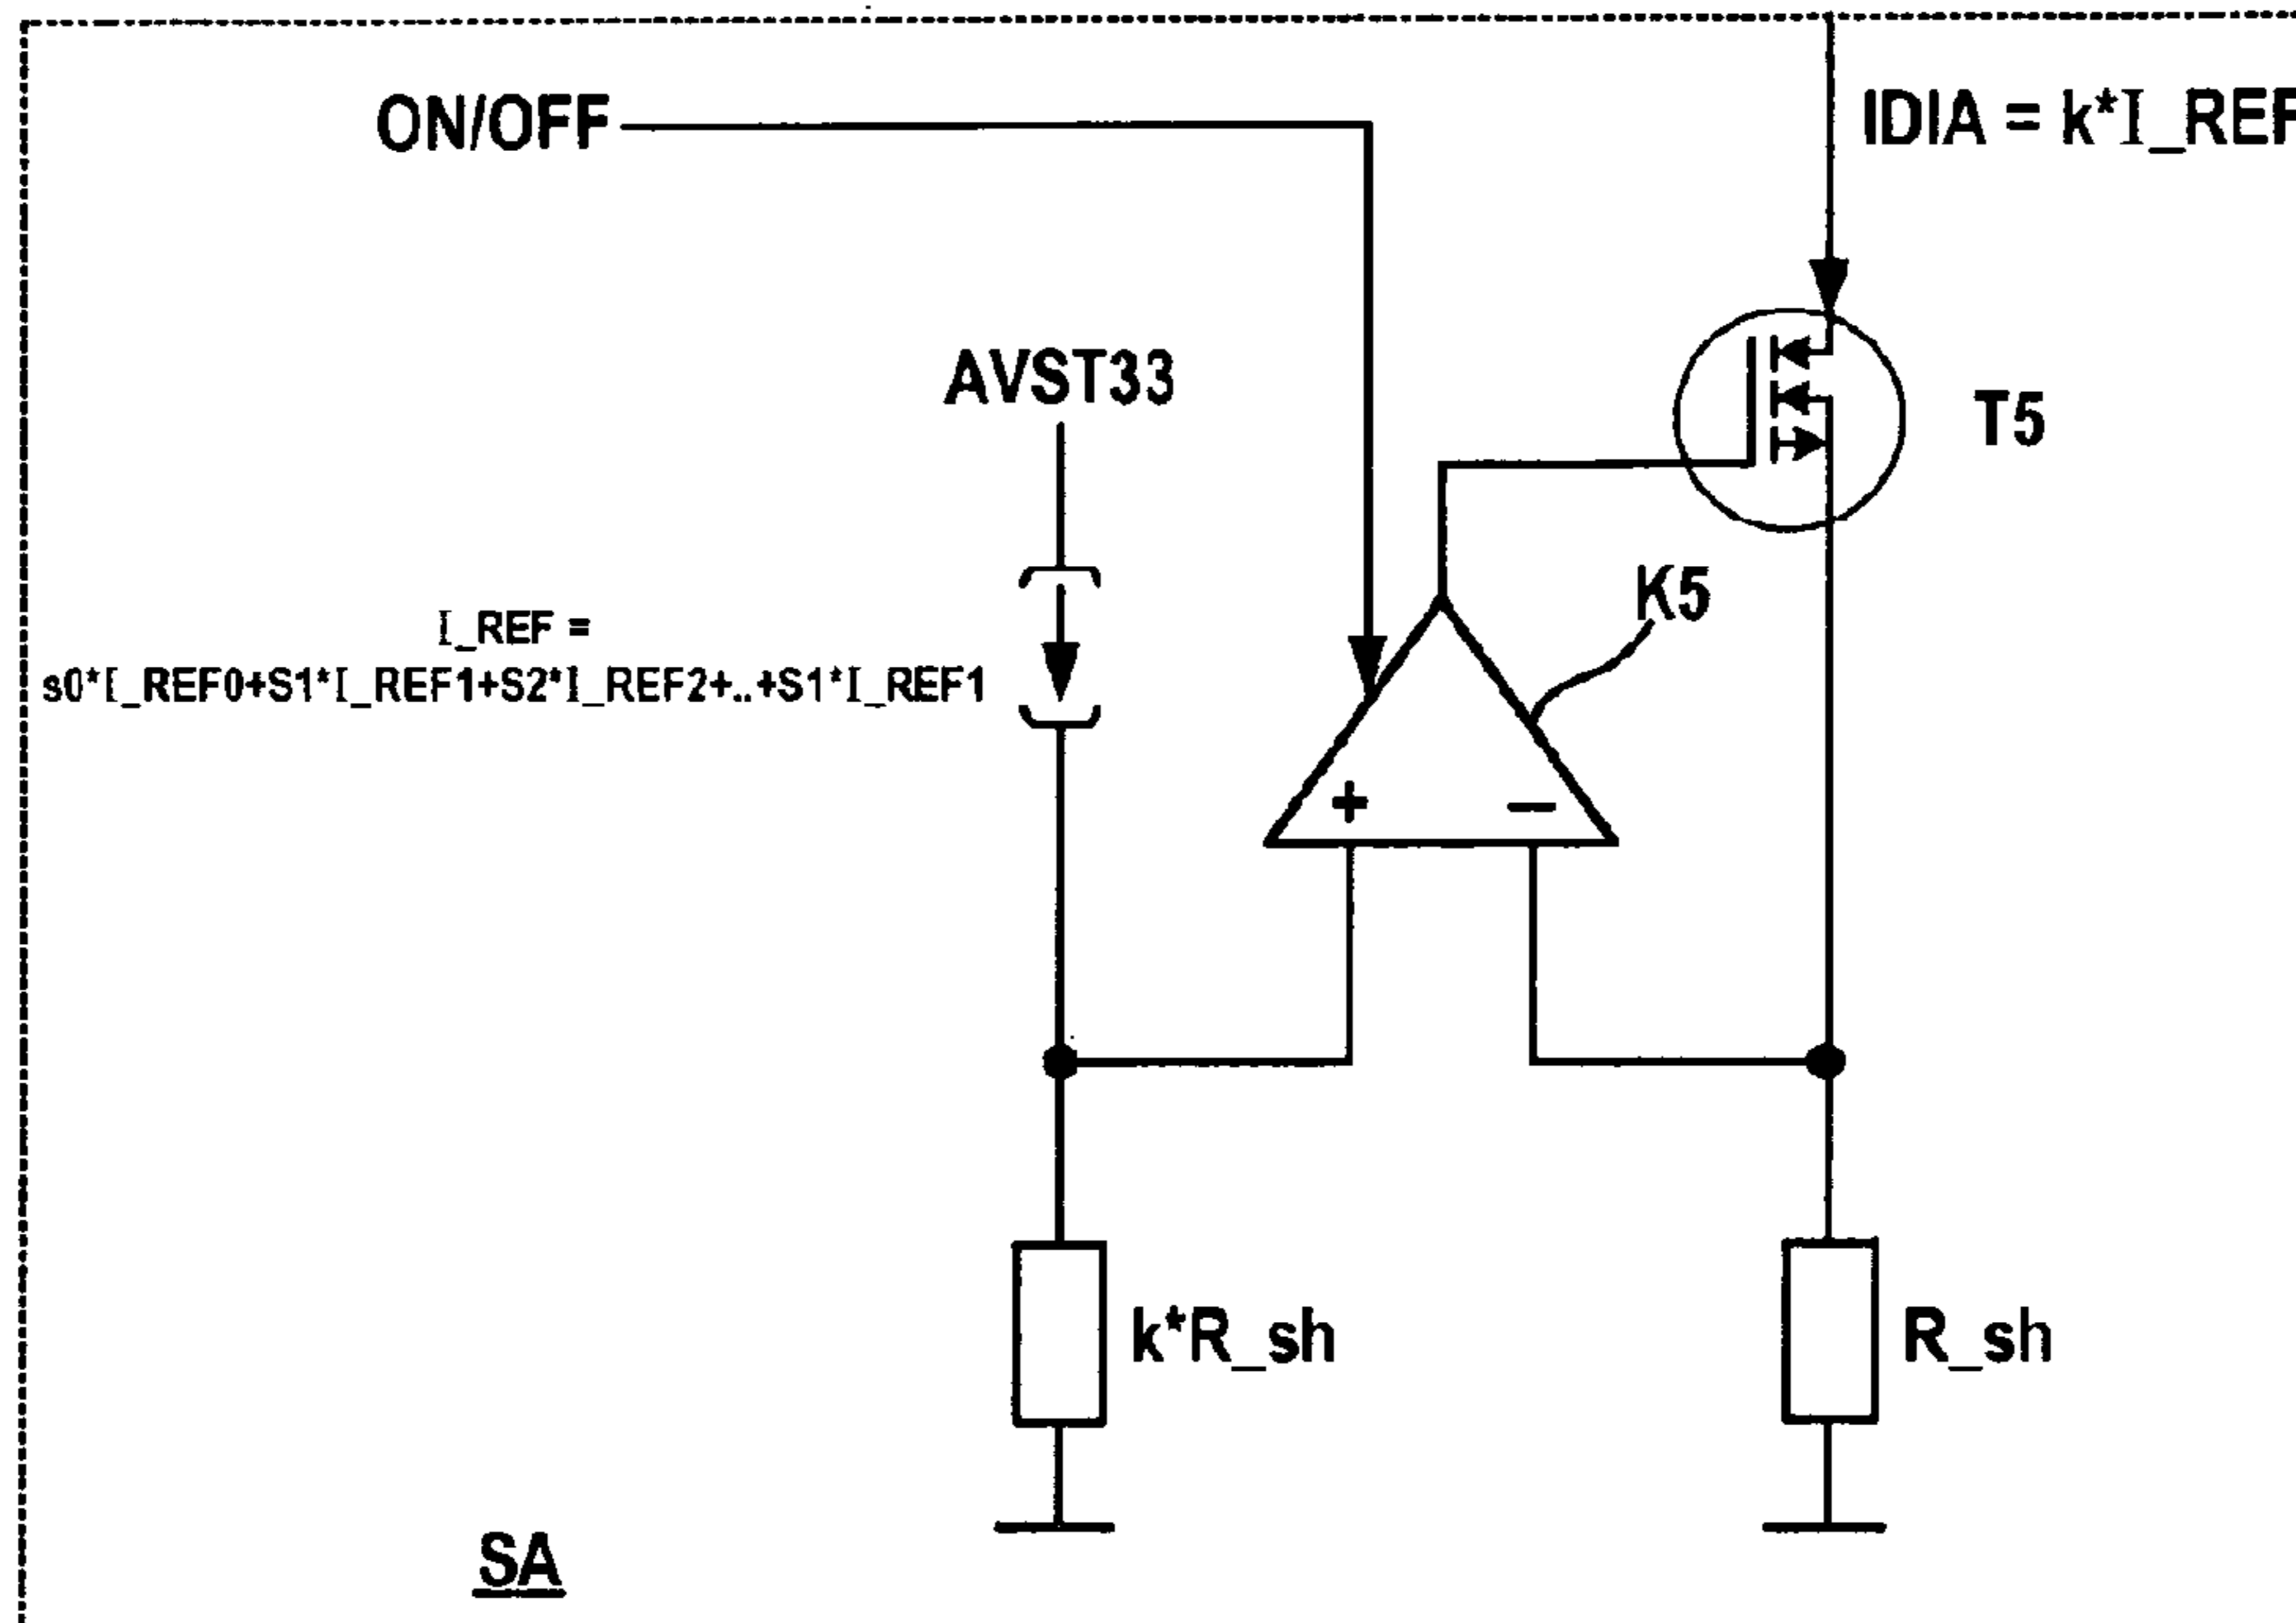 ON/OFF
IDIA = k*I_REF
AVST33
T5
K5
I_REF =
s0*I_REF0+S1*I_REF1+S2*I_REF2+..+S1*I_REF1
+
−
k*R_sh
R_sh
SA